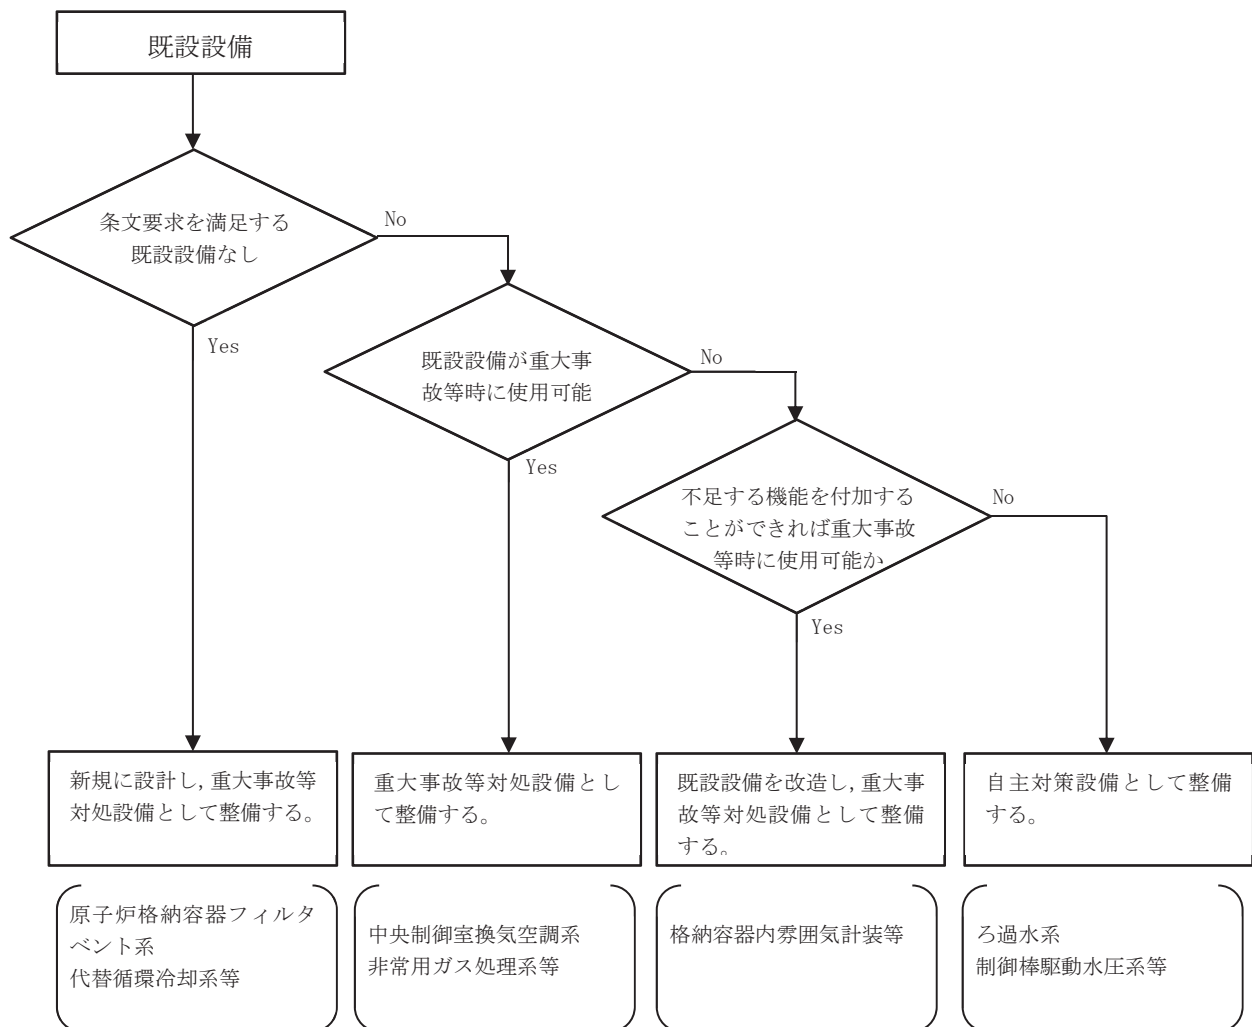 既設設備
条文要求を満足する
既設設備なし
No
Yes
既設設備が重大事
故等時に使用可能
No
Yes
不足する機能を付加する
ことができれば重大事故
等時に使用可能か
No
Yes
新規に設計し,重大事故等
対処設備として整備する。
重大事故等対処設備とし
て整備する。
既設設備を改造し,重大事
故等対処設備として整備
する。
自主対策設備として整備
する。
原子炉格納容器フィルタ
ベント系
代替循環冷却系等
中央制御室換気空調系
非常用ガス処理系等
格納容器内雰囲気計装等
ろ過水系
制御棒駆動水圧系等